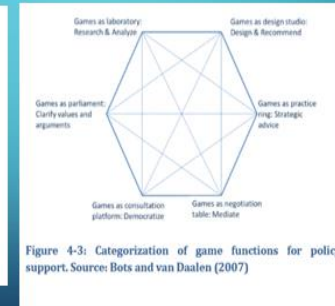 Games as laboratory:
Research & Analyze
Games as design studio:
Design & Recommend
Games as parliament:
Clarify values and
arguments
Games as practice
ring: Strategic
advice
Games as consultation
platform: Democratize
Games as negotiation
table: Mediate
Figure 4-3: Categorization of game functions for polic
support. Source: Bots and van Daalen (2007)